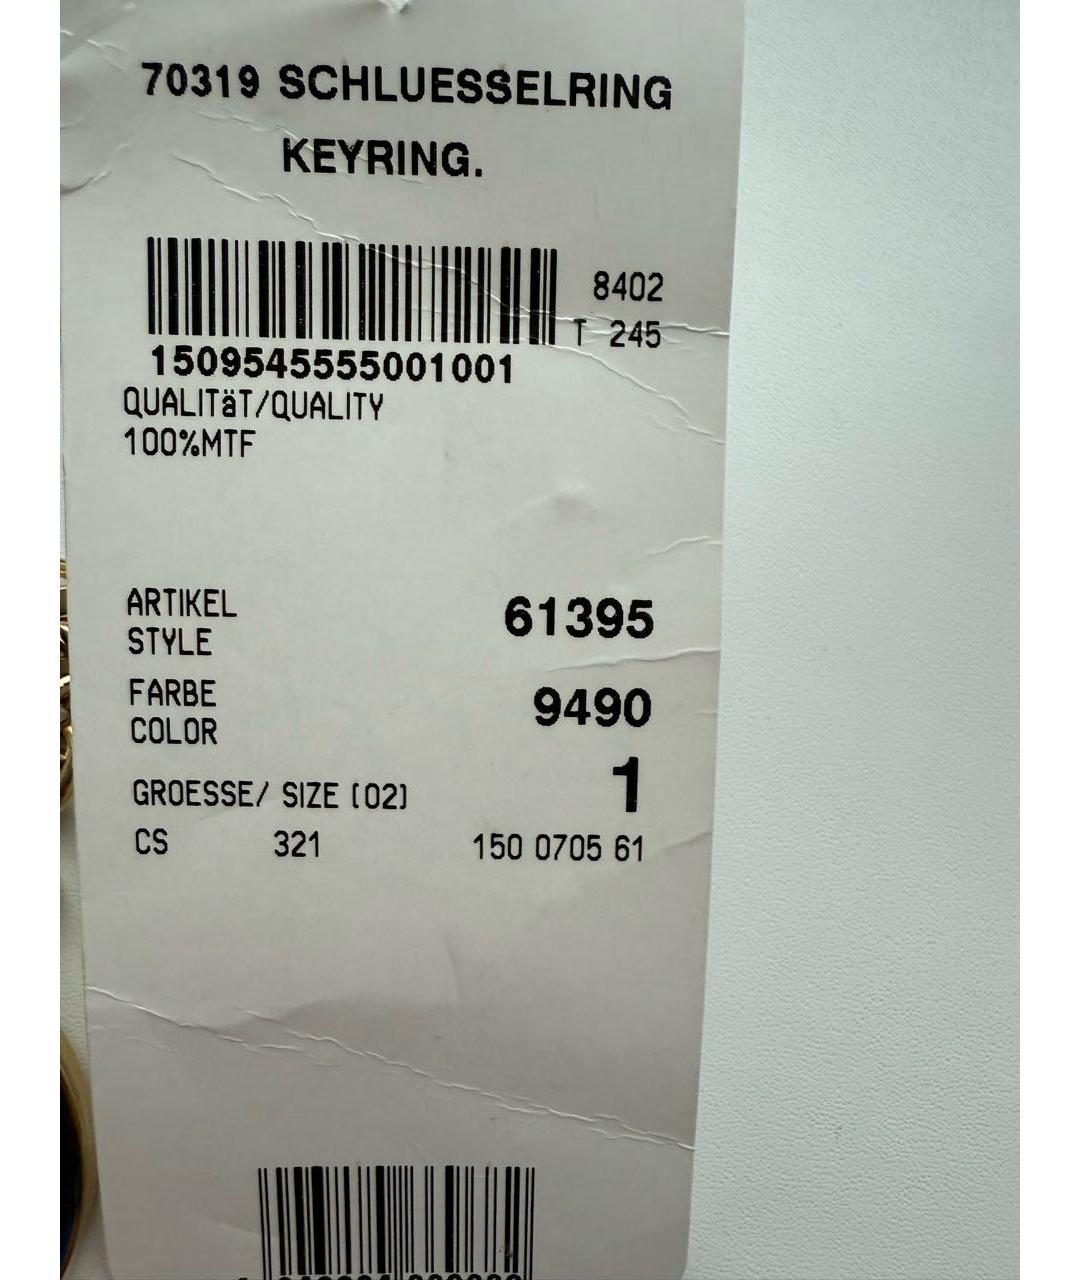 70319 SCHLUESSELRING
KEYRING.
8402
T 245
1509545555001001
QUALITäT/QUALITY
100%MTF
ARTIKEL 61395
STYLE
FARBE 9490
COLOR
1
GROESSE/ SIZE (02)
CS 321 150 0705 61